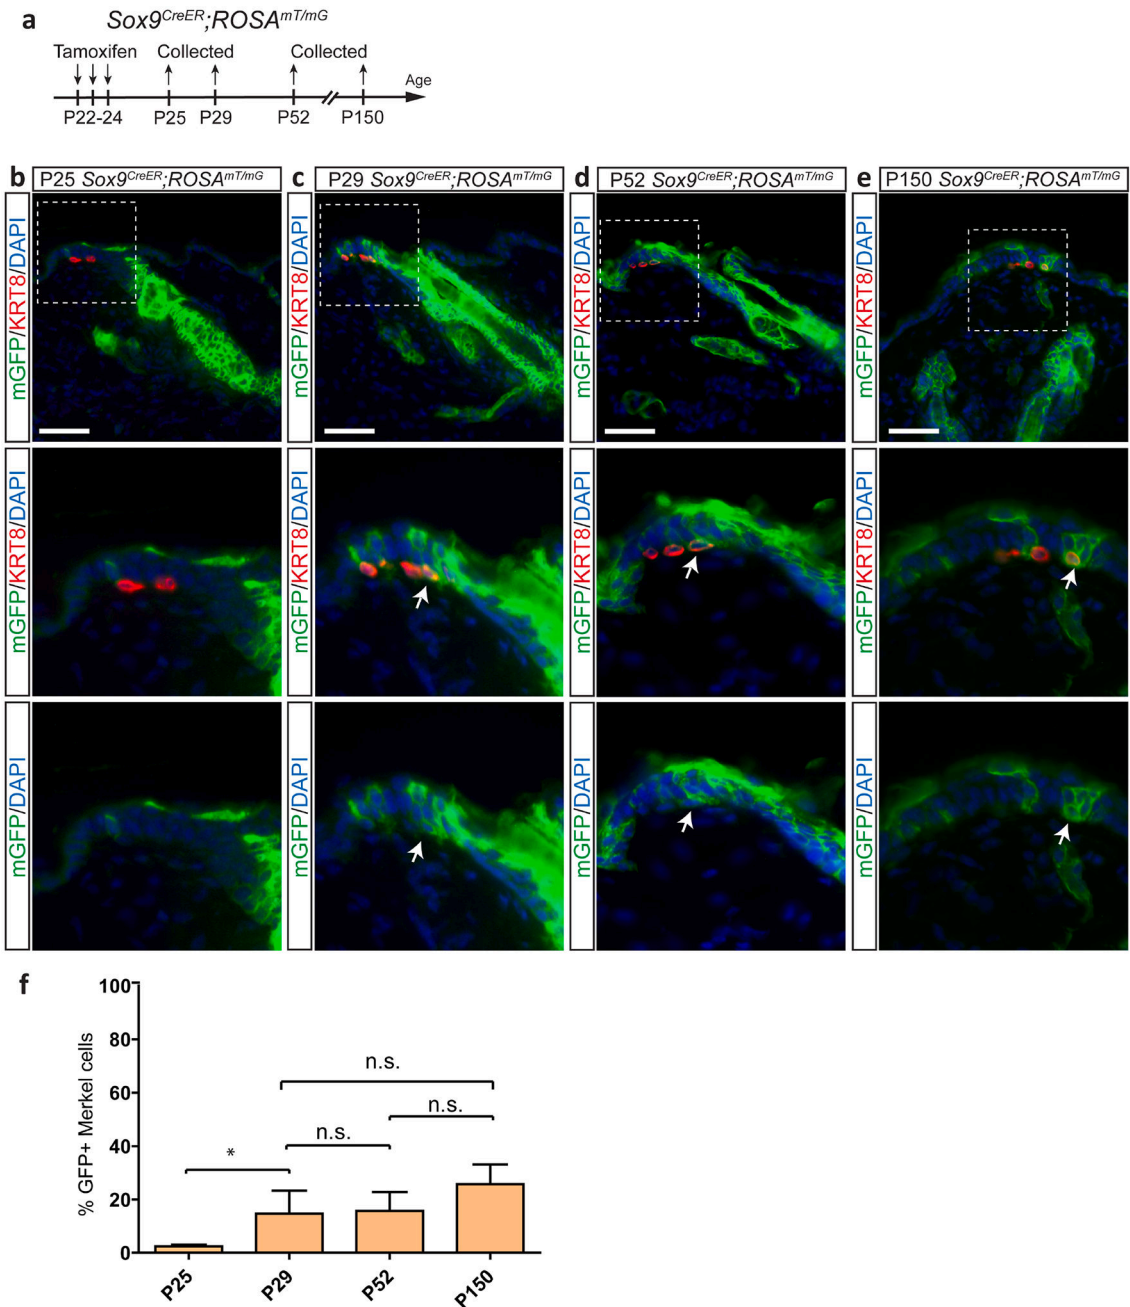 a
Sox9CreER;ROSAmT/mG
Tamoxifen Collected Collected
Age
P22-24 P25 P29 P52 P150
b P25 Sox9CreER;ROSAmT/mG
c P29 Sox9CreER;ROSAmT/mG
d P52 Sox9CreER;ROSAmT/mG
e P150 Sox9CreER;ROSAmT/mG
mGFP/KRT8/DAPI
mGFP/KRT8/DAPI
mGFP/KRT8/DAPI
mGFP/KRT8/DAPI
mGFP/KRT8/DAPI
mGFP/KRT8/DAPI
mGFP/KRT8/DAPI
mGFP/KRT8/DAPI
mGFP/DAPI
mGFP/DAPI
mGFP/DAPI
mGFP/DAPI
f
% GFP+ Merkel cells
100
80
60
40
20
0
n.s.
n.s.
n.s.
*
P25
P29
P52
P150